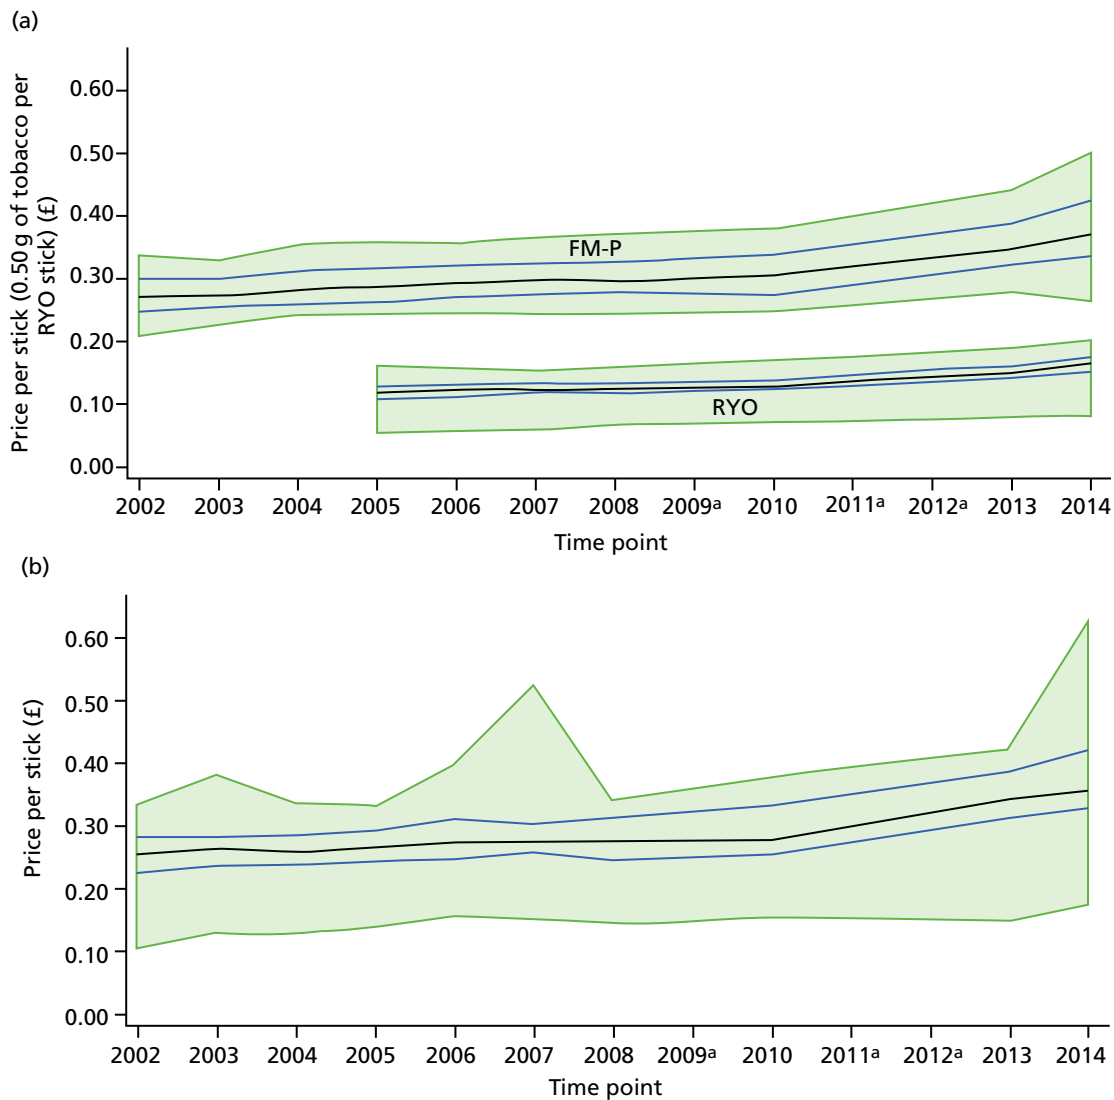 (a)
Price per stick (0.50 g of tobacco per
RYO stick) (£)
0.60
0.50
0.40
0.30
0.20
0.10
0.00
FM-P
RYO
2002 2003 2004 2005 2006 2007 2008 2009a 2010 2011a 2012a 2013 2014
Time point
(b)
Price per stick (£)
0.60
0.50
0.40
0.30
0.20
0.10
0.00
2002 2003 2004 2005 2006 2007 2008 2009a 2010 2011a 2012a 2013 2014
Time point